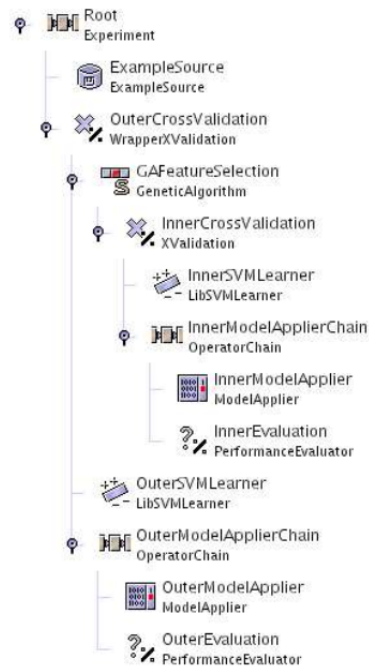 Root
Experiment
ExampleSource
ExampleSource
OuterCrossValidation
WrapperXValidation
GAFeatureSelection
GeneticAlgorithm
InnerCrossValidation
XValidation
InnerSVMLearner
LibSVMLearner
InnerModelApplierChain
OperatorChain
InnerModelApplier
ModelApplier
InnerEvaluation
PerformanceEvaluator
OuterSVMLearner
LibSVMLearner
OuterModelApplierChain
OperatorChain
OuterModelApplier
ModelApplier
OuterEvaluation
PerformanceEvaluator